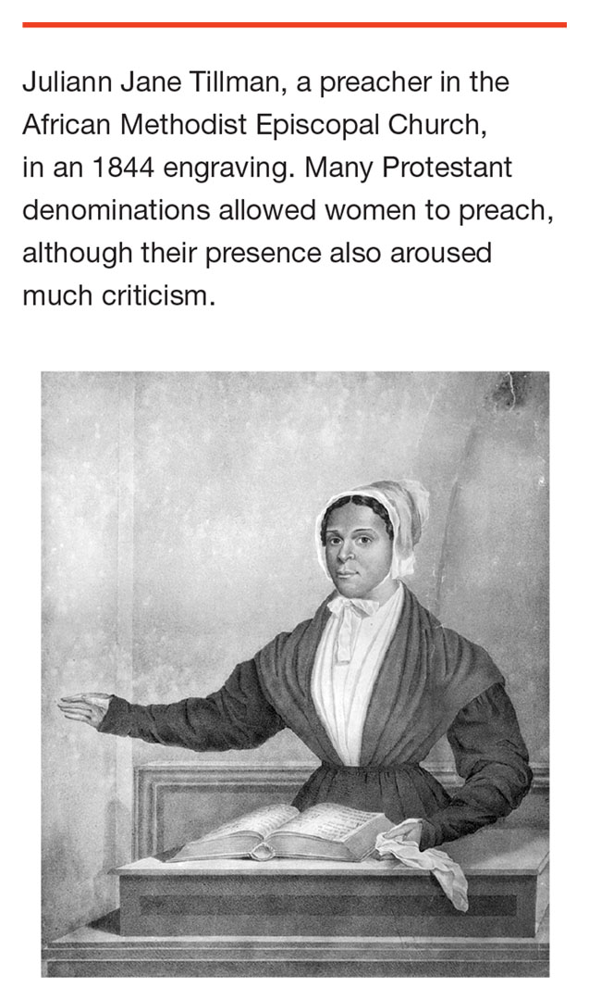 Juliann Jane Tillman, a preacher in the
African Methodist Episcopal Church,
in an 1844 engraving. Many Protestant
denominations allowed women to preach,
although their presence also aroused
much criticism.